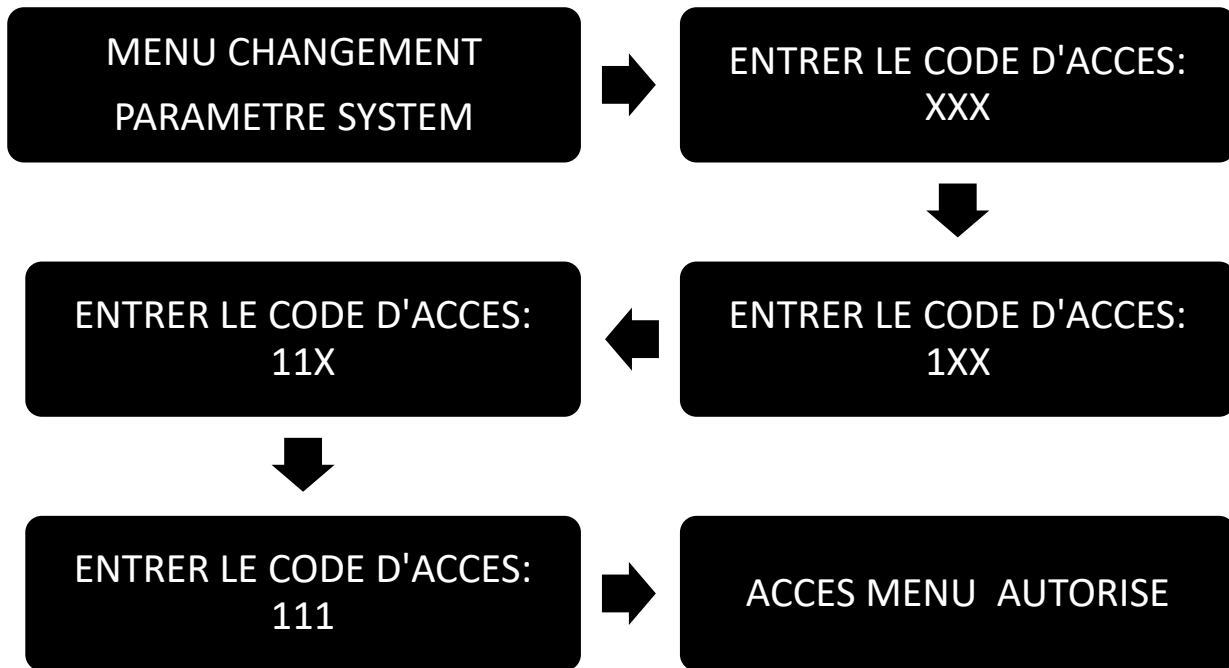 MENU CHANGEMENT
PARAMETRE SYSTEM
ENTRER LE CODE D'ACCES:
XXX
ENTRER LE CODE D'ACCES:
1XX
ENTRER LE CODE D'ACCES:
11X
ENTRER LE CODE D'ACCES:
111
ACCES MENU  AUTORISE